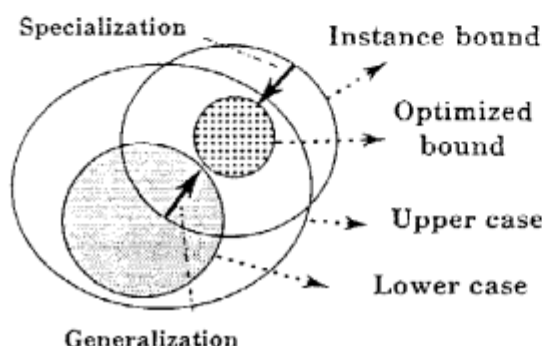 Specialization
Instance bound
Optimized
bound
Upper case
Lower case
Generalization